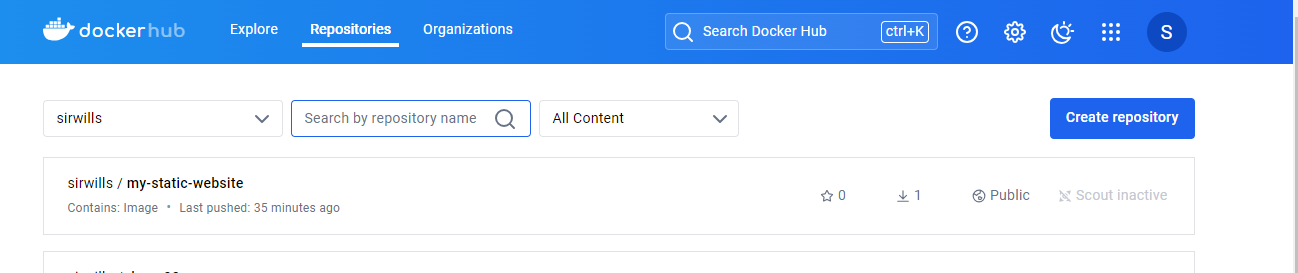 dockerhub
Explore
Repositories
Organizations
Search Docker Hub
ctrl+K
S
sirwills
Search by repository name
All Content
Create repository
sirwills / my-static-website
Contains: Image • Last pushed: 35 minutes ago
0
1
Public
Scout inactive